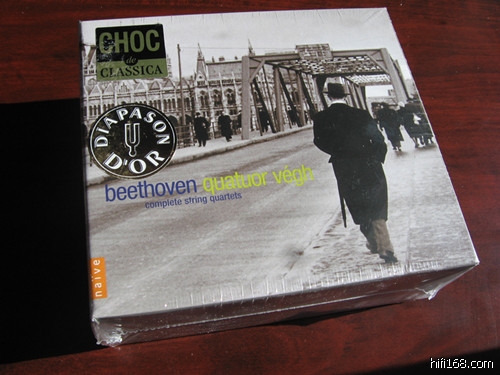 CHOC
de
CLASSICA
DIAPASON
D'OR
beethoven quatuor végh
complete string quartets
naïve
hifi168.com